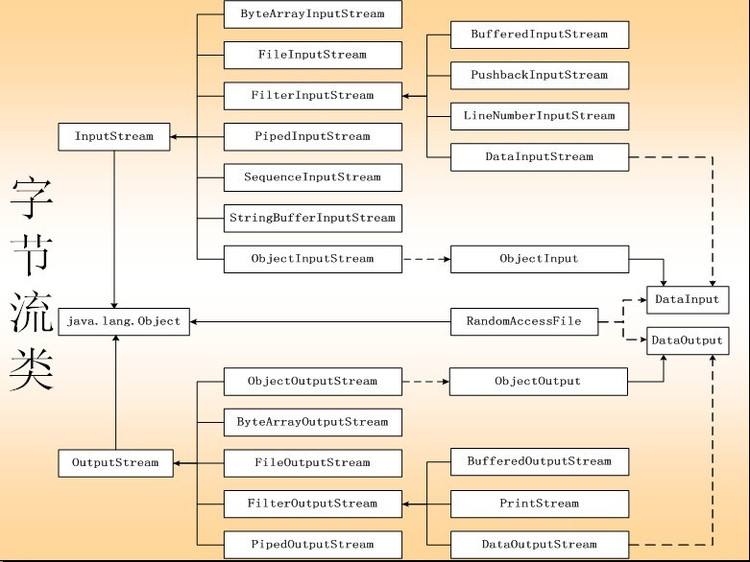 字节流类
ByteArrayInputStream
FileInputStream
FilterInputStream
PipedInputStream
SequenceInputStream
StringBufferInputStream
ObjectInputStream
InputStream
BufferedInputStream
PushbackInputStream
LineNumberInputStream
DataInputStream
ObjectInput
DataInput
java.lang.Object
RandomAccessFile
DataOutput
ObjectOutputStream
ObjectOutput
ByteArrayOutputStream
OutputStream
FileOutputStream
FilterOutputStream
PipedOutputStream
BufferedOutputStream
PrintStream
DataOutputStream